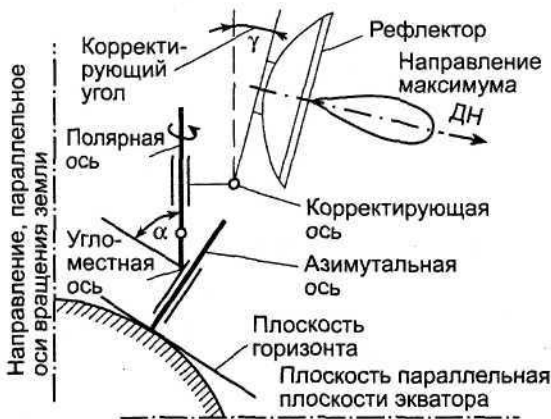 Корректи-
рующий
угол
γ
Рефлектор
Направление
максимума
ДН
Полярная
ось
α
Угло-
местная
ось
Корректирующая
ось
Азимутальная
ось
Плоскость
горизонта
Плоскость параллельная
плоскости экватора
Направление, параллельное
оси вращения земли